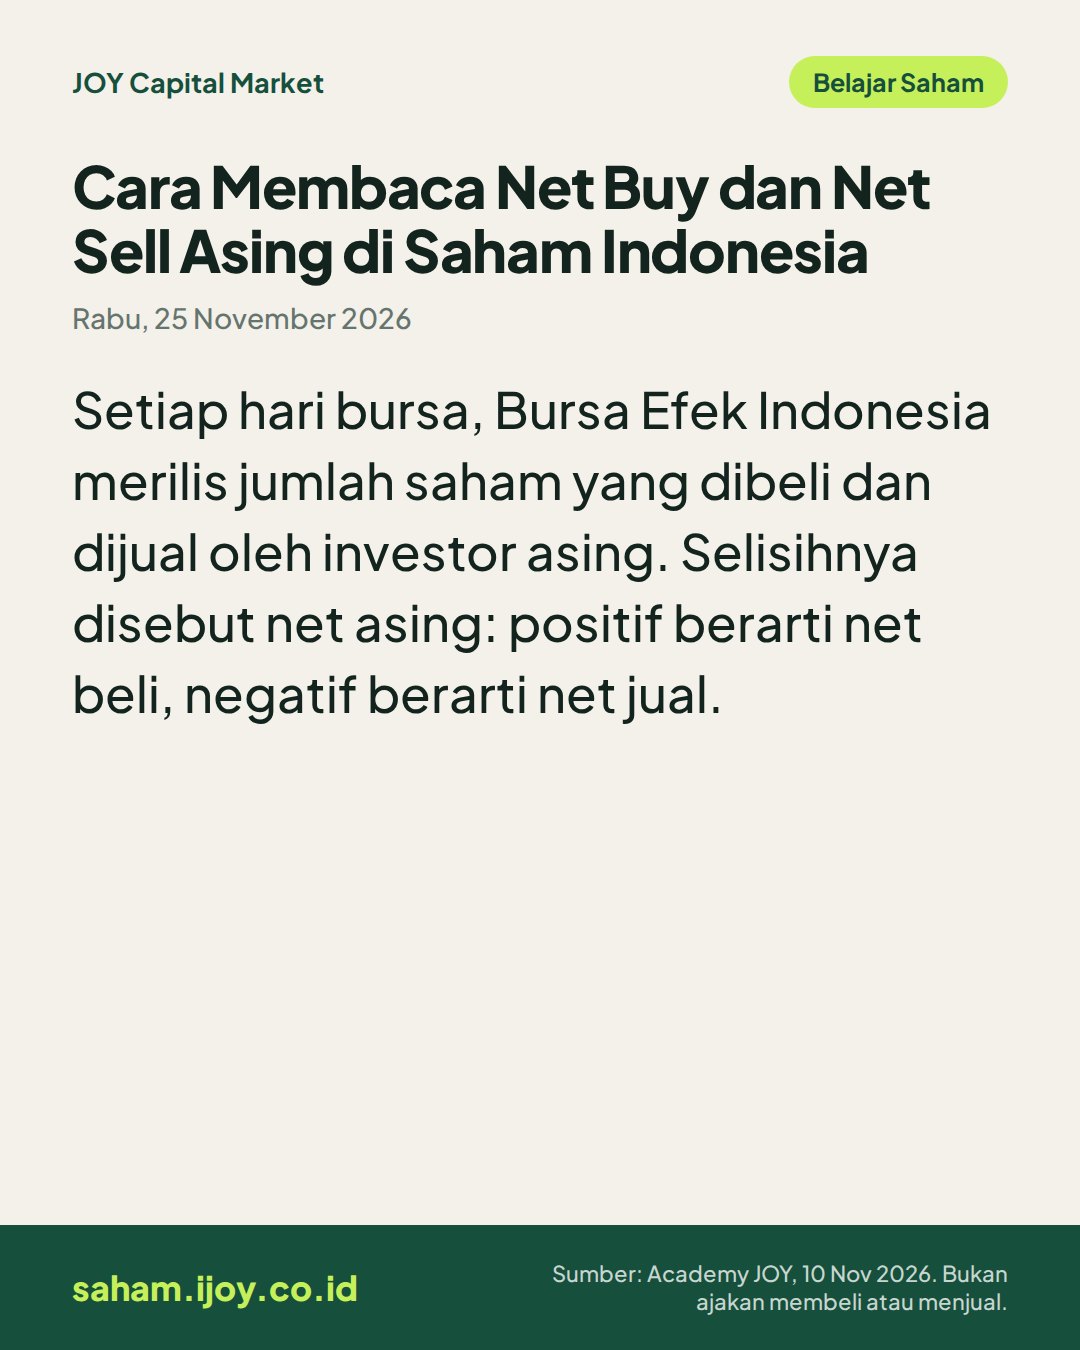 JOY Capital Market
Belajar Saham
Cara Membaca Net Buy dan Net
Sell Asing di Saham Indonesia
Rabu, 25 November 2026
Setiap hari bursa, Bursa Efek Indonesia
merilis jumlah saham yang dibeli dan
dijual oleh investor asing. Selisihnya
disebut net asing: positif berarti net
beli, negatif berarti net jual.
saham.ijoy.co.id
Sumber: Academy JOY, 10 Nov 2026. Bukan
ajakan membeli atau menjual.